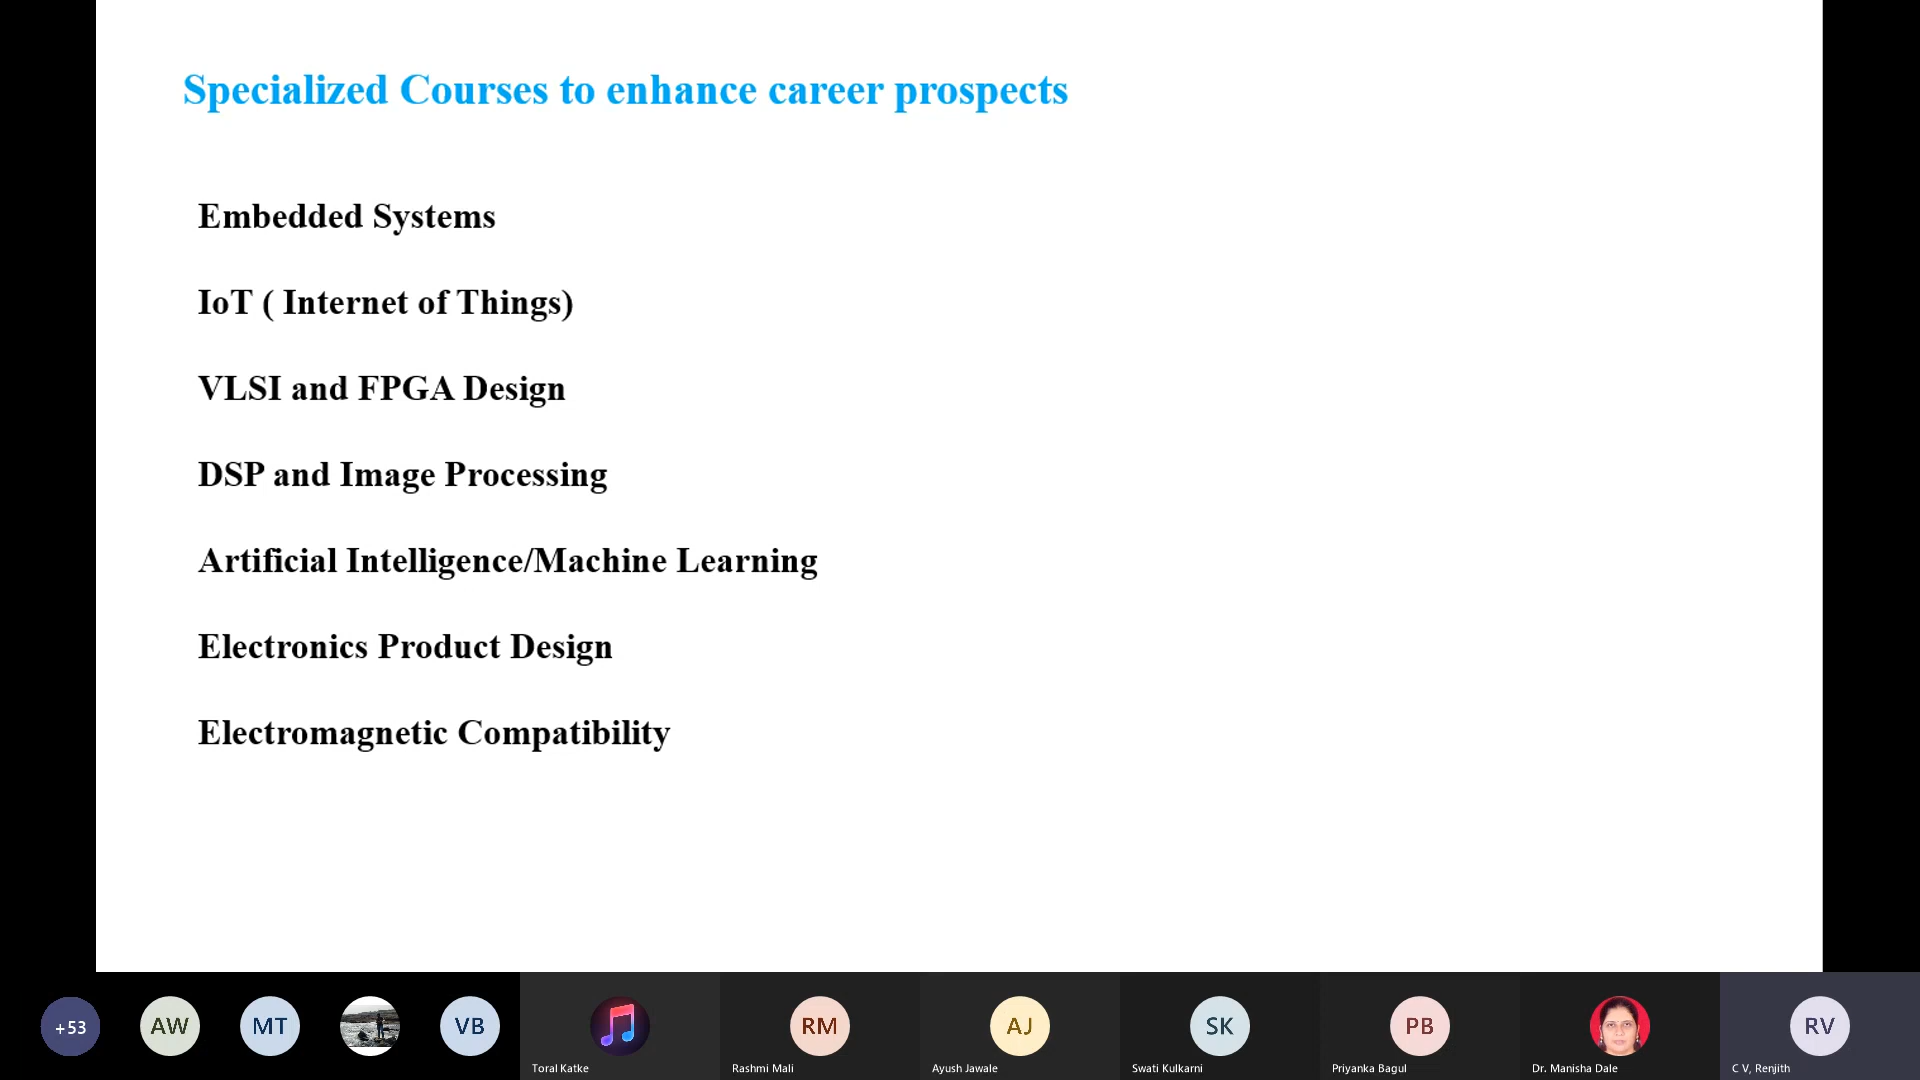 Specialized Courses to enhance career prospects
Embedded Systems
IoT ( Internet of Things)
VLSI and FPGA Design
DSP and Image Processing
Artificial Intelligence/Machine Learning
Electronics Product Design
Electromagnetic Compatibility
+53
AW
MT
VB
RM
AJ
SK
PB
RV
Toral Katke
Rashmi Mali
Ayush Jawale
Swati Kulkarni
Priyanka Bagul
Dr. Manisha Dale
C V, Renjith